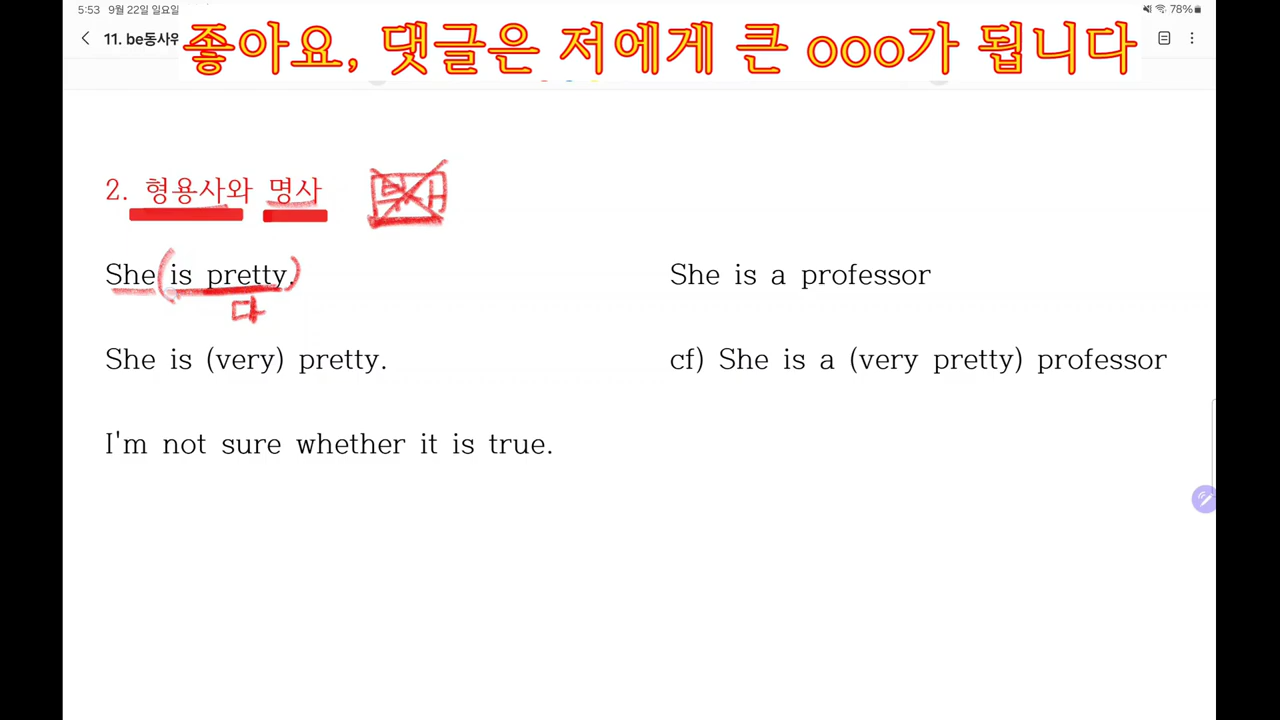 5:53 9월 22일 일요일
78%
11. be동사와
좋아요, 댓글은 저에게 큰 ooo가 됩니다
2. 형용사와 명사 부사
She (is pretty.)
다
She is a professor
She is (very) pretty.
cf) She is a (very pretty) professor
I'm not sure whether it is true.